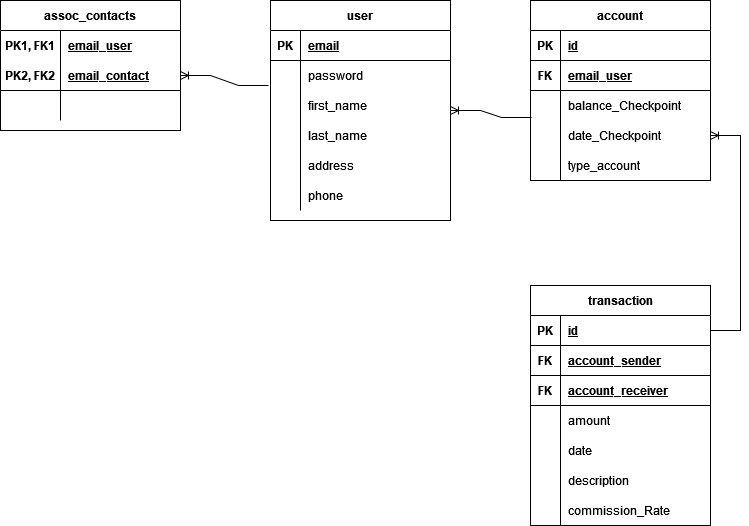 assoc_contacts
PK1, FK1 email_user
PK2, FK2 email_contact
user
PK email
password
first_name
last_name
address
phone
account
PK id
FK email_user
balance_Checkpoint
date_Checkpoint
type_account
transaction
PK id
FK account_sender
FK account_receiver
amount
date
description
commission_Rate